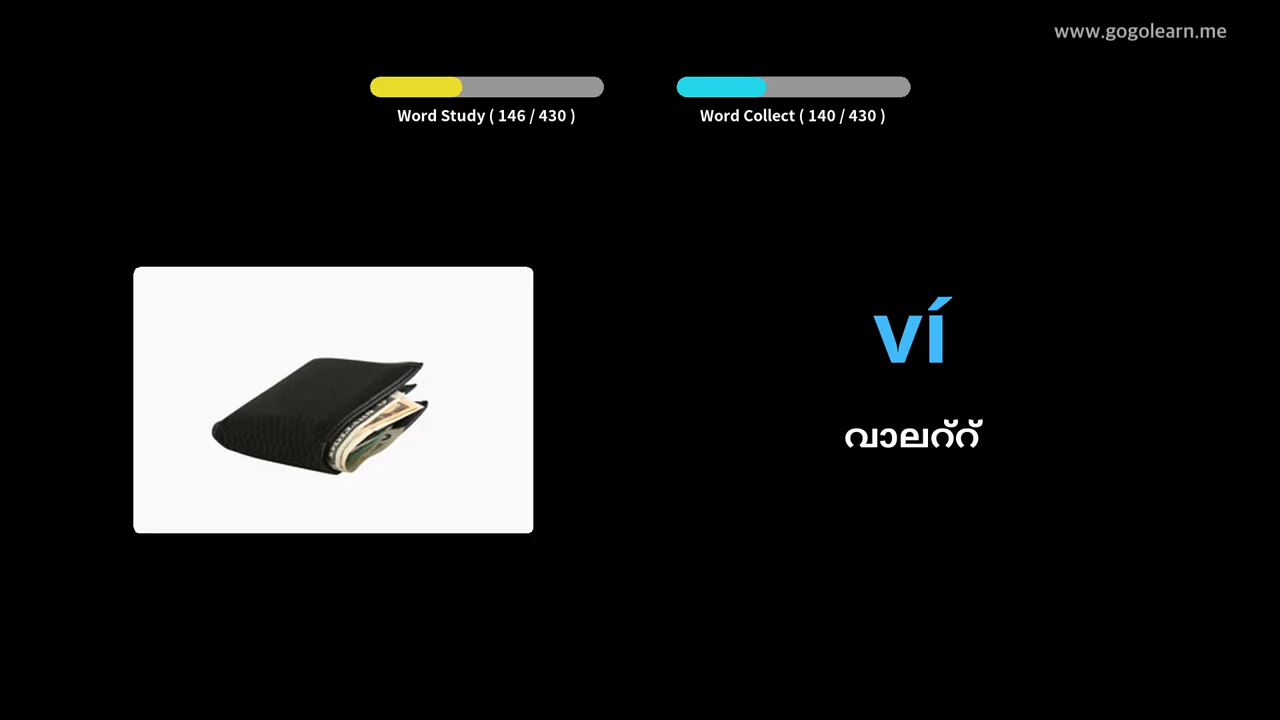 www.gogolearn.me
Word Study ( 146 / 430 )
Word Collect ( 140 / 430 )
ví
വാലറ്റ്